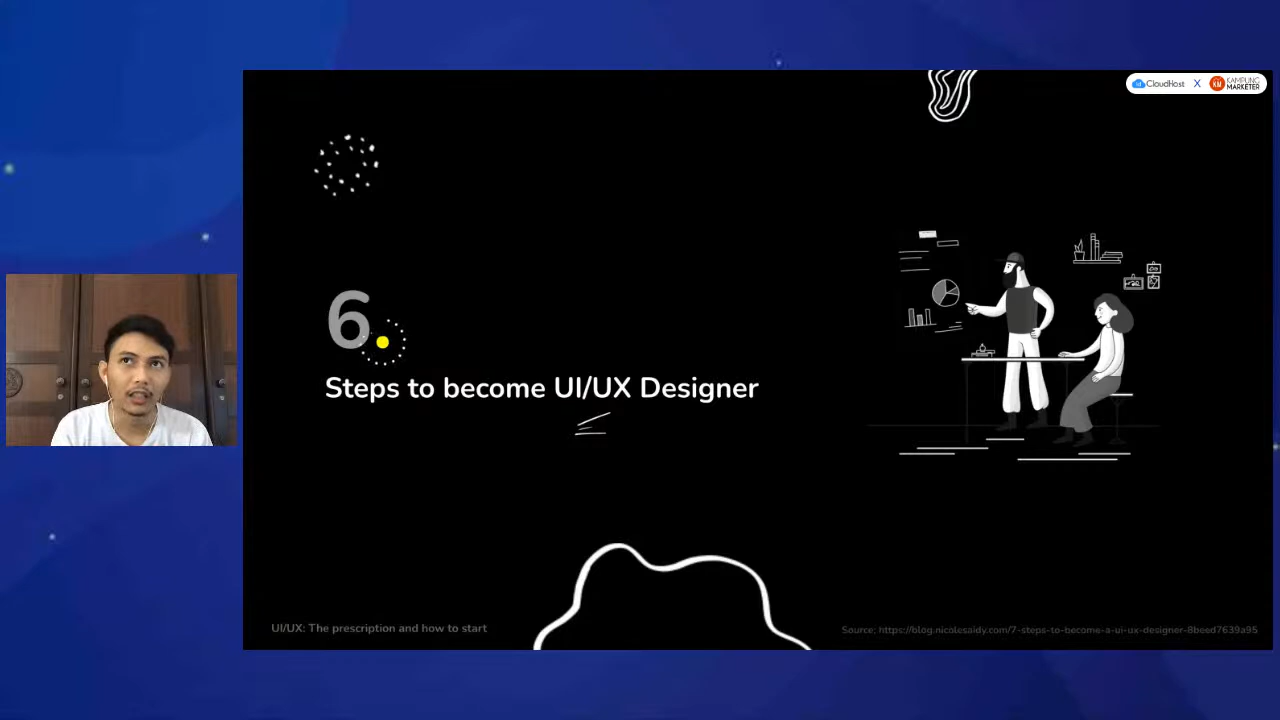 CloudHost X KM KAMPUNG
MARKETER
6
Steps to become UI/UX Designer
UI/UX: The prescription and how to start
Source; https://blog.nicolesaidy.com/7-steps-to-become-a-ui-ux-designer-8beed7639a95